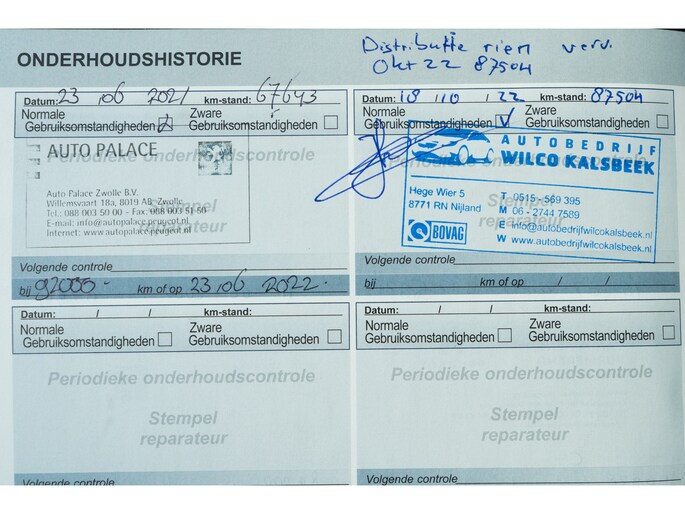 ONDERHOUDSHISTORIE
Distributie riem verv.
Okt 22 87504
Datum: 23 / 06 / 2021 km-stand: 67643
Normale Gebruiksomstandigheden
Zware Gebruiksomstandigheden
AUTO PALACE
Periodieke onderhoudscontrole
Auto Palace Zwolle B.V.
Willemsvaart 18a, 8019 AB Zwolle
Tel.: 088 003 50 00 - Fax: 088 003 51 50
E-mail: info@autopalace.peugeot.nl
Internet: www.autopalace.peugeot.nl
Volgende controle
bij 92000 - km of op 23 06 2022.
Datum: 18 / 10 / 22 km-stand: 87504
Normale Gebruiksomstandigheden V
Zware Gebruiksomstandigheden
AUTOBEDRIJF
WILCO KALSBEEK
Hege Wier 5
8771 RN Nijland
BOVAG
T 0515 - 569 395
M 06 - 2744 7589
E info@autobedrijfwilcokalsbeek.nl
W www.autobedrijfwilcokalsbeek.nl
Stempel
reparateur
Volgende controle
bij km of op / /
Datum: / / km-stand:
Normale Gebruiksomstandigheden
Zware Gebruiksomstandigheden
Periodieke onderhoudscontrole
Stempel
reparateur
Volgende controle
Datum: / / km-stand:
Normale Gebruiksomstandigheden
Zware Gebruiksomstandigheden
Periodieke onderhoudscontrole
Stempel
reparateur
Volgende controle